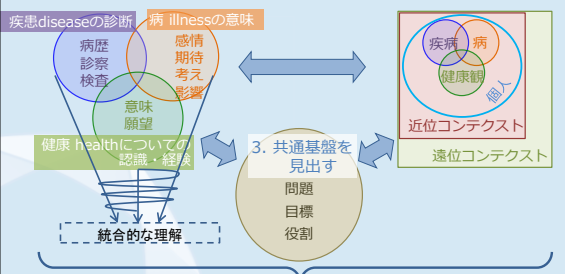 疾患diseaseの診断
病 illnessの意味
病歴
診察
検査
感情
期待
考え
影響
意味
願望
健康 healthについての
認識・経験
統合的な理解
3. 共通基盤を
見出す
問題
目標
役割
疾病
病
健康観
個人
近位コンテクスト
遠位コンテクスト